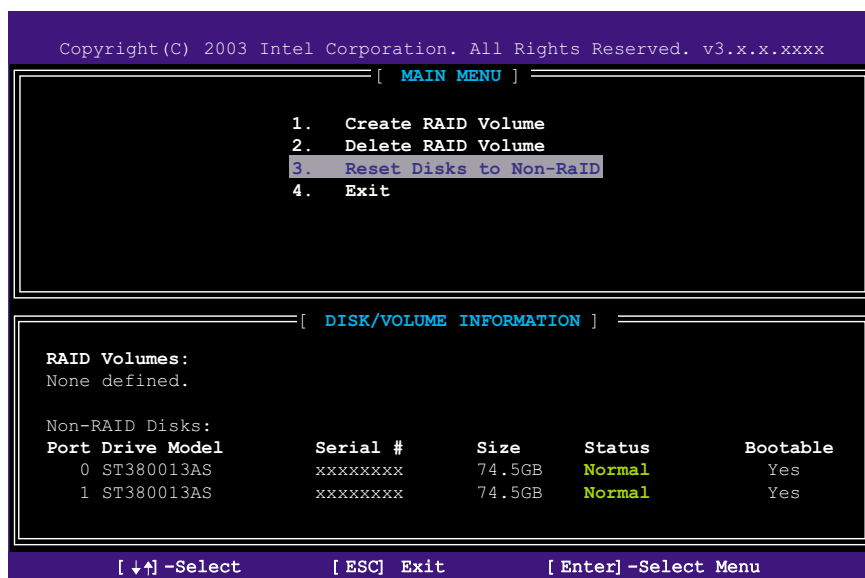 Copyright(C) 2003 Intel Corporation. All Rights Reserved. v3.x.x.xxxx
[ MAIN MENU ]
1. Create RAID Volume
2. Delete RAID Volume
3. Reset Disks to Non-RaID
4. Exit
[ DISK/VOLUME INFORMATION ]
RAID Volumes:
None defined.
Non-RAID Disks:
Port Drive Model Serial # Size Status Bootable
0 ST380013AS xxxxxxxx 74.5GB Normal Yes
1 ST380013AS xxxxxxxx 74.5GB Normal Yes
[↓↑]-Select [ESC] Exit [Enter]-Select Menu